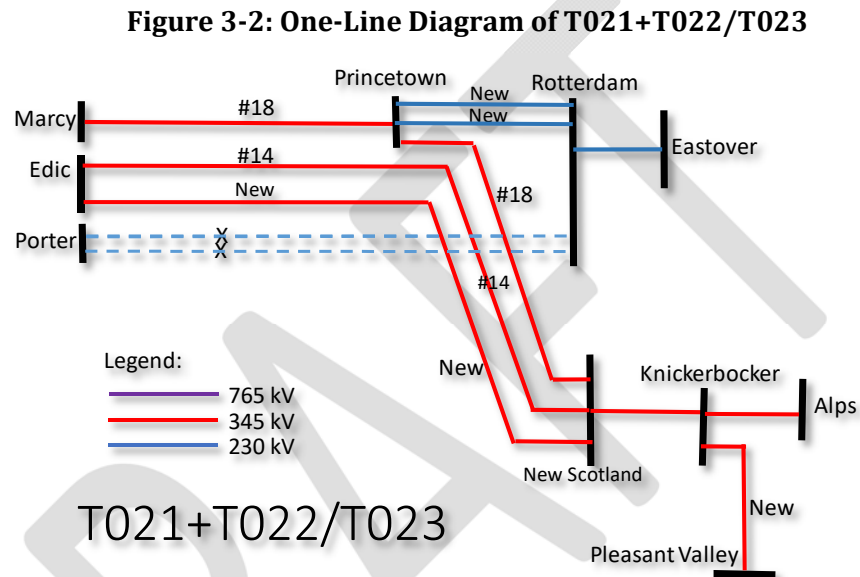 Figure 3-2: One-Line Diagram of T021+T022/T023
Princetown
Rotterdam
New
New
Marcy
#18
Eastover
Edic
#14
New
#18
Porter
X
X
#14
Legend:
765 kV
345 kV
230 kV
New
Knickerbocker
Alps
New Scotland
New
T021+T022/T023
Pleasant Valley
DRAFT